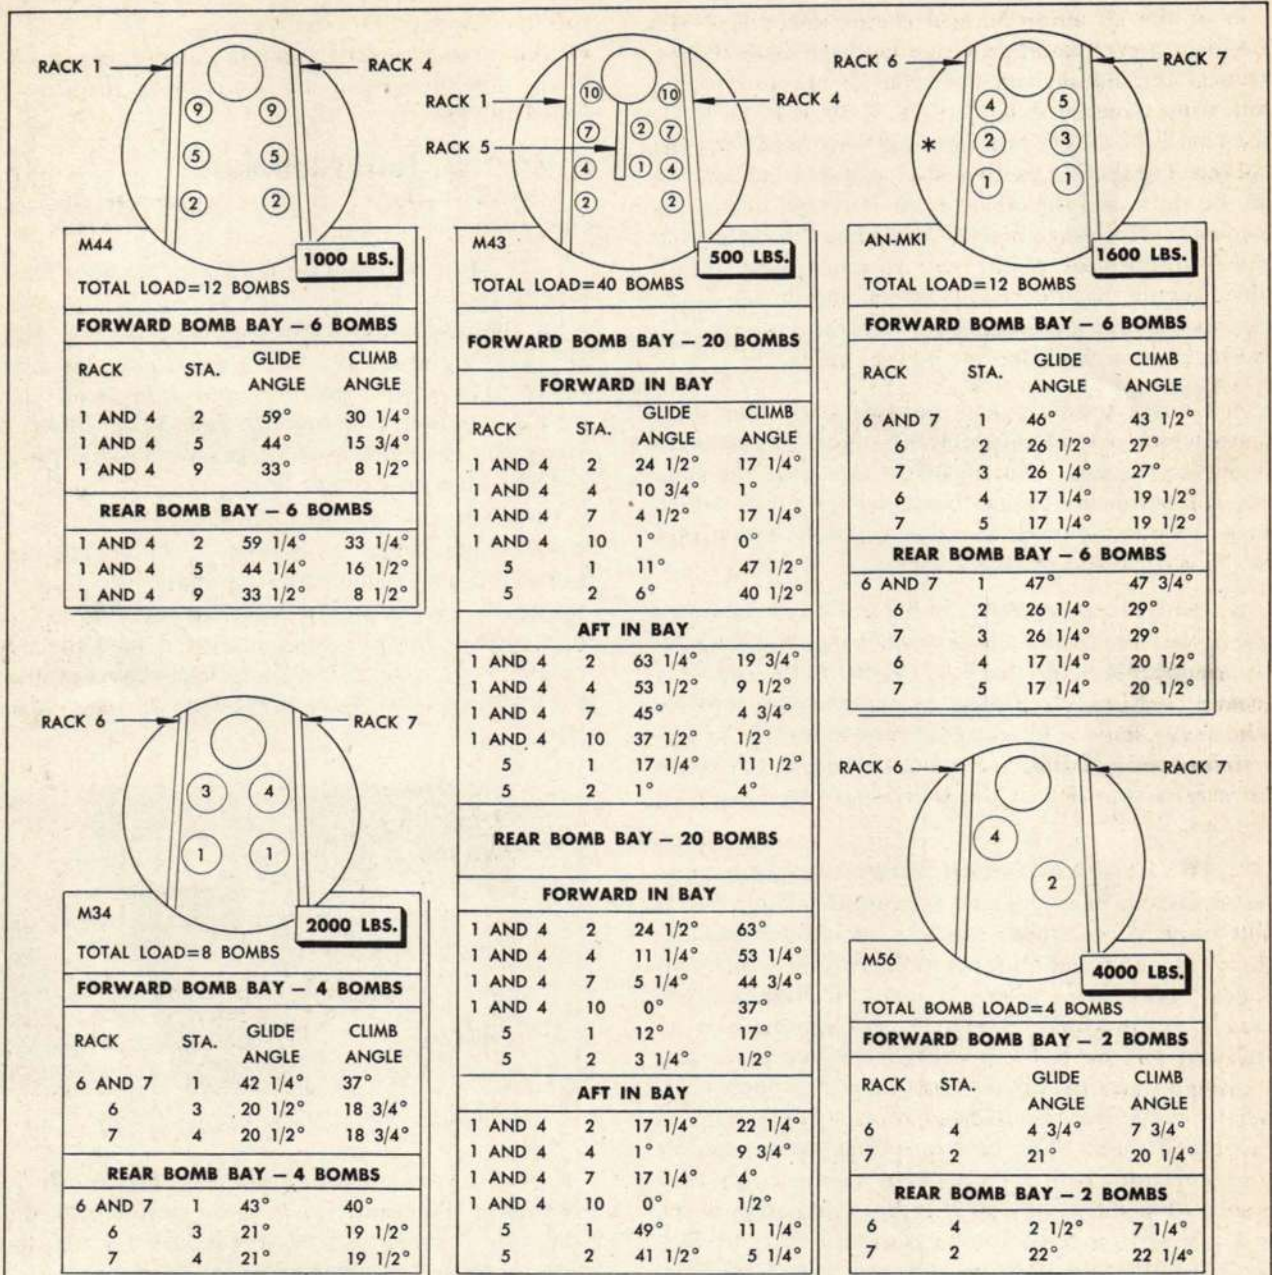 RACK 1
RACK 4
9 9
5 5
2 2
M44
1000 LBS.
TOTAL LOAD=12 BOMBS
FORWARD BOMB BAY – 6 BOMBS
RACK STA. GLIDE ANGLE CLIMB ANGLE
1 AND 4 2 59° 30 1/4°
1 AND 4 5 44° 15 3/4°
1 AND 4 9 33° 8 1/2°
REAR BOMB BAY – 6 BOMBS
1 AND 4 2 59 1/4° 33 1/4°
1 AND 4 5 44 1/4° 16 1/2°
1 AND 4 9 33 1/2° 8 1/2°
RACK 6
RACK 7
3 4
1 1
M34
2000 LBS.
TOTAL LOAD=8 BOMBS
FORWARD BOMB BAY – 4 BOMBS
RACK STA. GLIDE ANGLE CLIMB ANGLE
6 AND 7 1 42 1/4° 37°
6 3 20 1/2° 18 3/4°
7 4 20 1/2° 18 3/4°
REAR BOMB BAY – 4 BOMBS
6 AND 7 1 43° 40°
6 3 21° 19 1/2°
7 4 21° 19 1/2°
RACK 1
RACK 4
RACK 5
10 10
7 2 7
4 1 4
2 2
M43
500 LBS.
TOTAL LOAD=40 BOMBS
FORWARD BOMB BAY – 20 BOMBS
FORWARD IN BAY
RACK STA. GLIDE ANGLE CLIMB ANGLE
1 AND 4 2 24 1/2° 17 1/4°
1 AND 4 4 10 3/4° 1°
1 AND 4 7 4 1/2° 17 1/4°
1 AND 4 10 1° 0°
5 1 11° 47 1/2°
5 2 6° 40 1/2°
AFT IN BAY
1 AND 4 2 63 1/4° 19 3/4°
1 AND 4 4 53 1/2° 9 1/2°
1 AND 4 7 45° 4 3/4°
1 AND 4 10 37 1/2° 1/2°
5 1 17 1/4° 11 1/2°
5 2 1° 4°
REAR BOMB BAY – 20 BOMBS
FORWARD IN BAY
1 AND 4 2 24 1/2° 63°
1 AND 4 4 11 1/4° 53 1/4°
1 AND 4 7 5 1/4° 44 3/4°
1 AND 4 10 0° 37°
5 1 12° 17°
5 2 3 1/4° 1/2°
AFT IN BAY
1 AND 4 2 17 1/4° 22 1/4°
1 AND 4 4 1° 9 3/4°
1 AND 4 7 17 1/4° 4°
1 AND 4 10 0° 1/2°
5 1 49° 11 1/4°
5 2 41 1/2° 5 1/4°
RACK 6
RACK 7
4 5
* 2 3
1 1
AN-MKI
1600 LBS.
TOTAL LOAD=12 BOMBS
FORWARD BOMB BAY – 6 BOMBS
RACK STA. GLIDE ANGLE CLIMB ANGLE
6 AND 7 1 46° 43 1/2°
6 2 26 1/2° 27°
7 3 26 1/4° 27°
6 4 17 1/4° 19 1/2°
7 5 17 1/4° 19 1/2°
REAR BOMB BAY – 6 BOMBS
6 AND 7 1 47° 47 3/4°
6 2 26 1/4° 29°
7 3 26 1/4° 29°
6 4 17 1/4° 20 1/2°
7 5 17 1/4° 20 1/2°
RACK 6
RACK 7
4
2
M56
4000 LBS.
TOTAL BOMB LOAD=4 BOMBS
FORWARD BOMB BAY – 2 BOMBS
RACK STA. GLIDE ANGLE CLIMB ANGLE
6 4 4 3/4° 7 3/4°
7 2 21° 20 1/4°
REAR BOMB BAY – 2 BOMBS
6 4 2 1/2° 7 1/4°
7 2 22° 22 1/4°